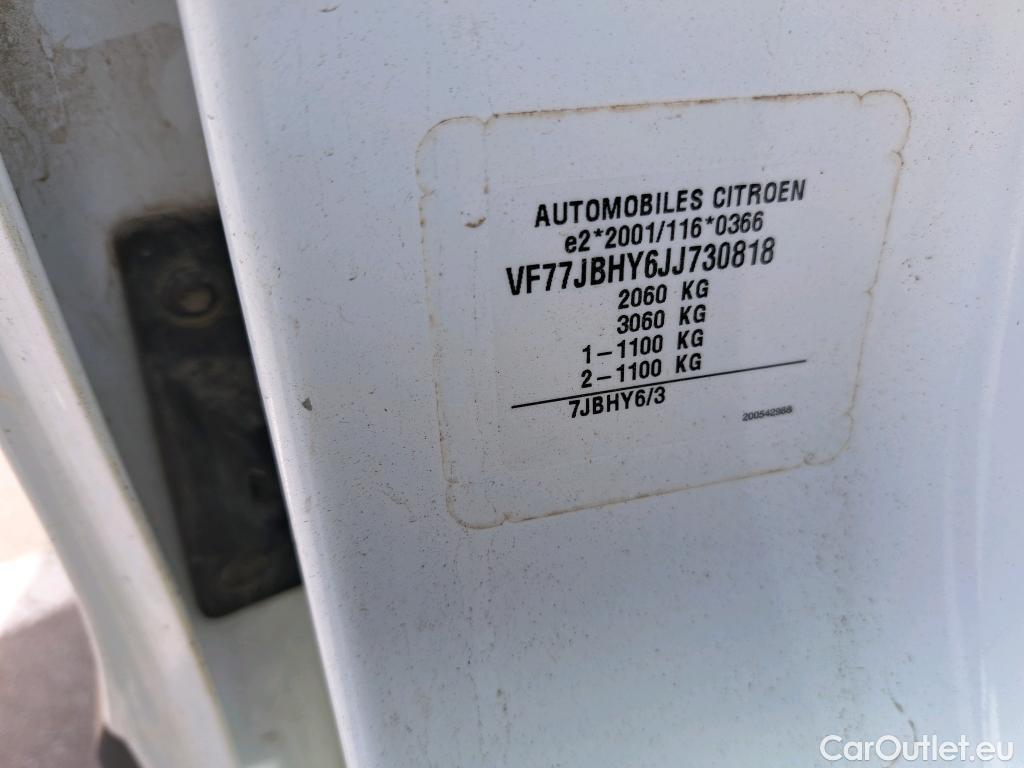 AUTOMOBILES CITROEN
e2*2001/116*0366
VF77JBHY6JJ730818
2060 KG
3060 KG
1-1100 KG
2-1100 KG
7JBHY6/3
200542988
CarOutlet.eu